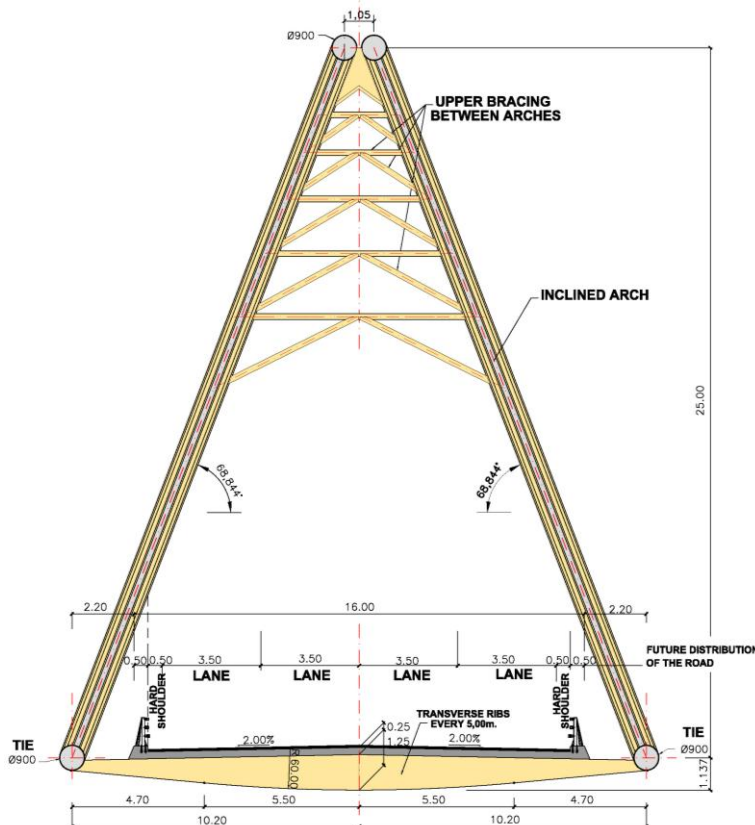 1,05
Ø900
UPPER BRACING
BETWEEN ARCHES
INCLINED ARCH
25.00
68,844°
68,844°
2.20
16.00
2.20
0.50
0.50
3.50
3.50
3.50
3.50
0.50
0.50
FUTURE DISTRIBUTION
OF THE ROAD
LANE
LANE
LANE
LANE
HARD
SHOULDER
HARD
SHOULDER
TRANSVERSE RIBS
EVERY 5,00m.
0.25
1.25
TIE
Ø900
2.00%
2.00%
TIE
Ø900
R.60.00
1.137
4.70
5.50
5.50
4.70
10.20
10.20